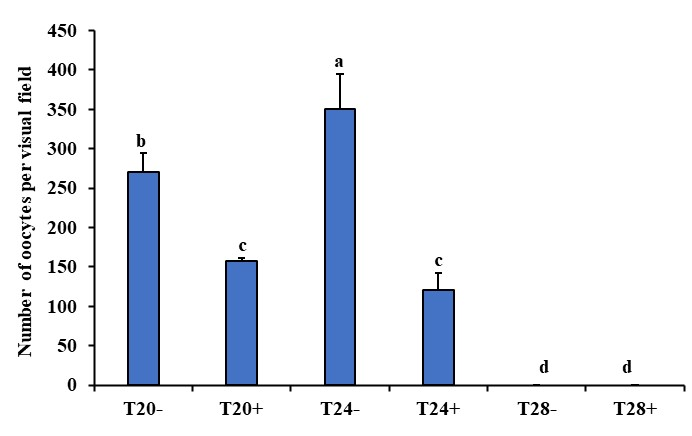 Number of oocytes per visual field
450
400
350
300
250
200
150
100
50
0
b
c
a
c
d
d
T20-
T20+
T24-
T24+
T28-
T28+